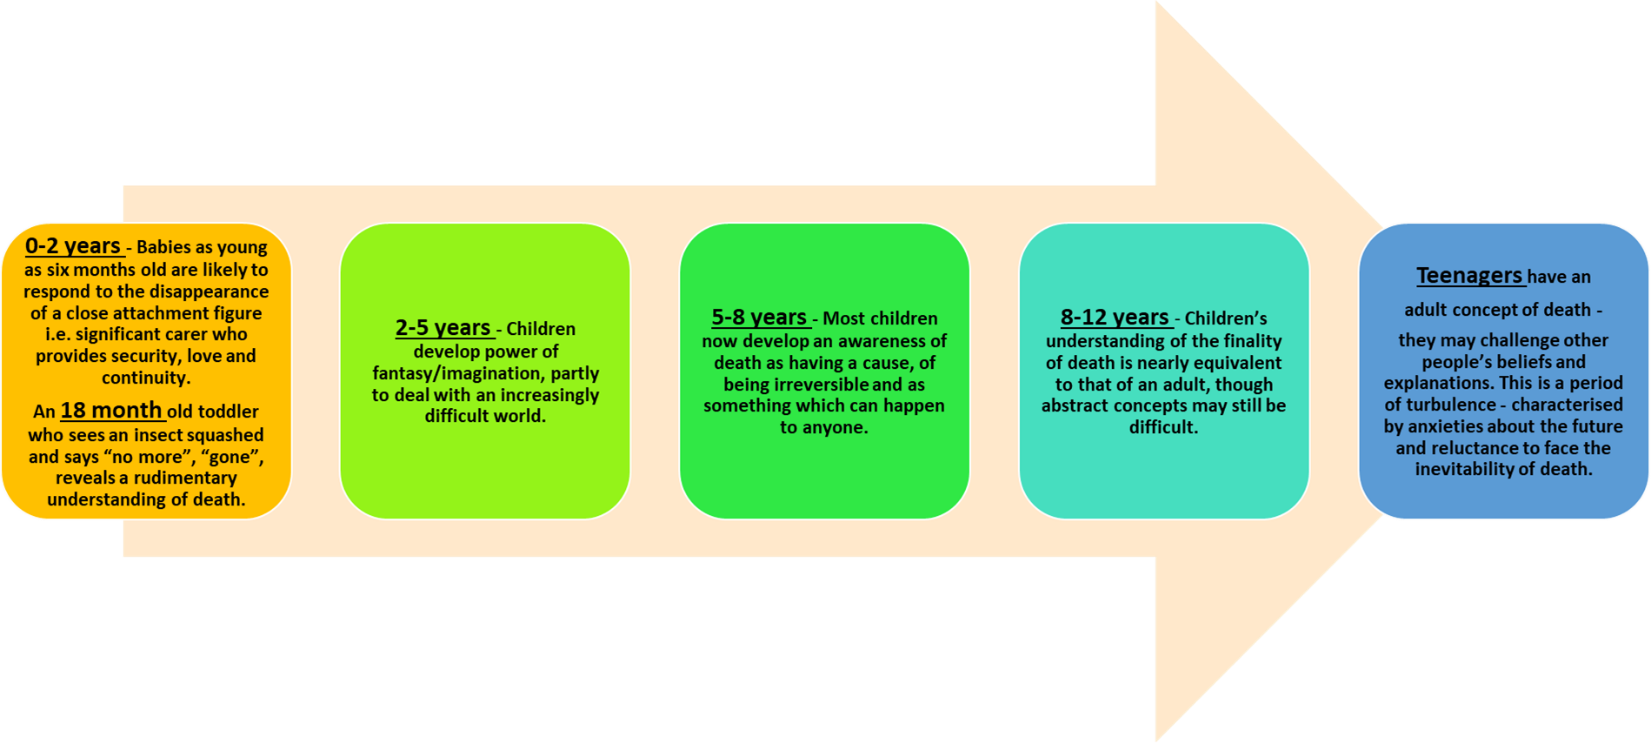 0-2 years - Babies as young
as six months old are likely to
respond to the disappearance
of a close attachment figure
i.e. significant carer who
provides security, love and
continuity.
An 18 month old toddler
who sees an insect squashed
and says “no more”, “gone”,
reveals a rudimentary
understanding of death.
2-5 years - Children
develop power of
fantasy/imagination, partly
to deal with an increasingly
difficult world.
5-8 years - Most children
now develop an awareness of
death as having a cause, of
being irreversible and as
something which can happen
to anyone.
8-12 years - Children’s
understanding of the finality
of death is nearly equivalent
to that of an adult, though
abstract concepts may still be
difficult.
Teenagers have an
adult concept of death -
they may challenge other
people’s beliefs and
explanations. This is a period
of turbulence - characterised
by anxieties about the future
and reluctance to face the
inevitability of death.